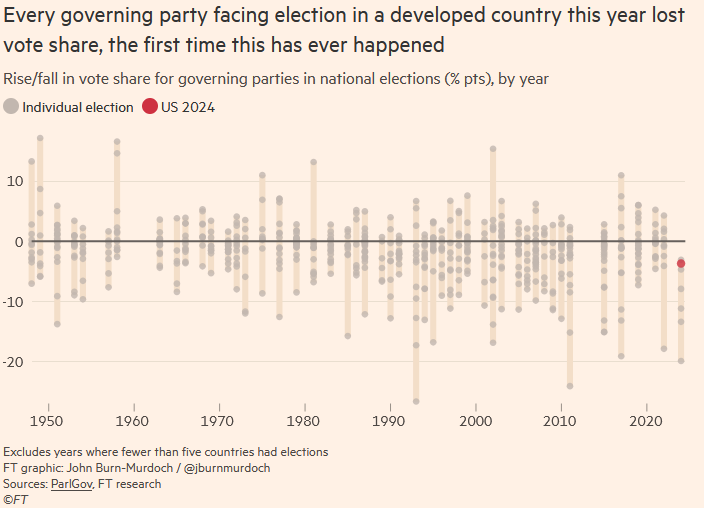 Every governing party facing election in a developed country this year lost
vote share, the first time this has ever happened
Rise/fall in vote share for governing parties in national elections (% pts), by year
Individual election US 2024
10
0
-10
-20
1950 1960 1970 1980 1990 2000 2010 2020
Excludes years where fewer than five countries had elections
FT graphic: John Burn-Murdoch / @jburnmurdoch
Sources: ParlGov, FT research
©FT